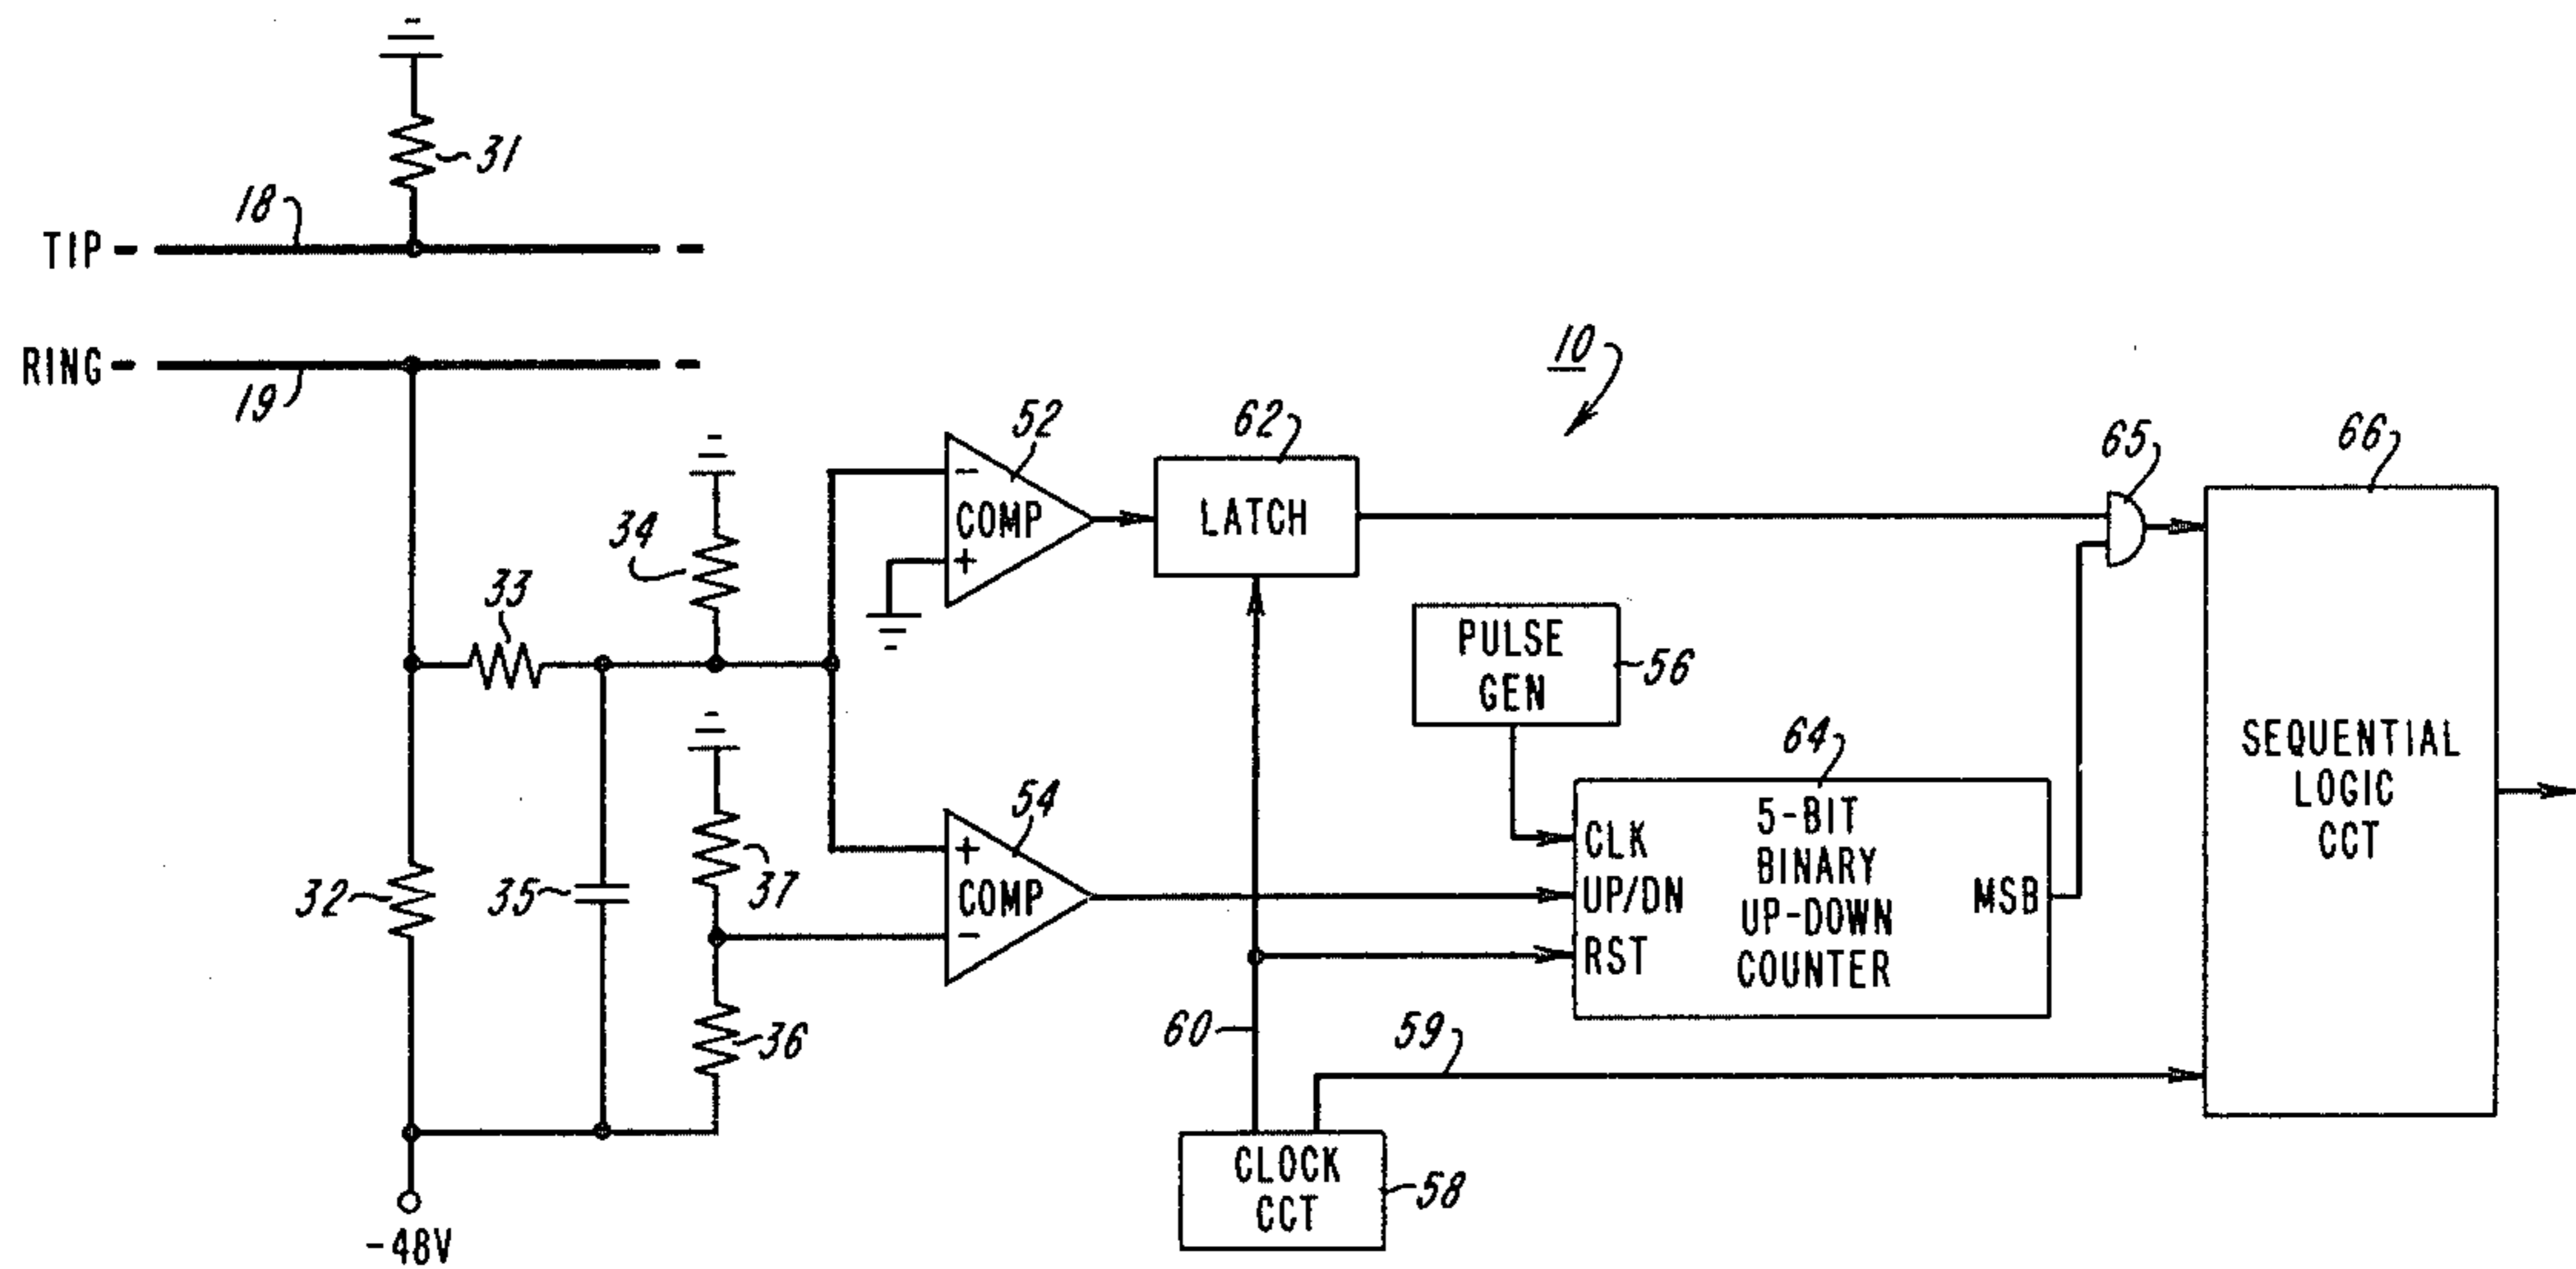 31
18
TIP
RING
19
10
52
62
65
66
34
- COMP +
LATCH
33
PULSE GEN
56
SEQUENTIAL LOGIC CCT
64
54
+ COMP -
37
32
35
CLK
UP/DN
RST
5-BIT BINARY UP-DOWN COUNTER
MSB
36
60
59
CLOCK CCT
58
-48V